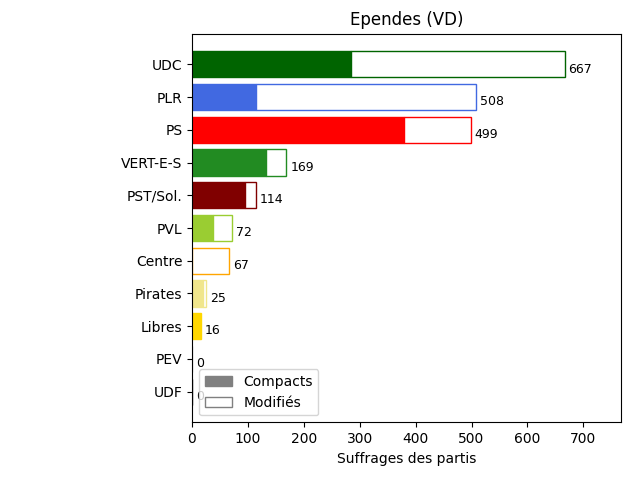 Ependes (VD)
UDC 667
PLR 508
PS 499
VERT-E-S 169
PST/Sol. 114
PVL 72
Centre 67
Pirates 25
Libres 16
PEV 0
UDF 0
Compacts
Modifiés
0 100 200 300 400 500 600 700
Suffrages des partis